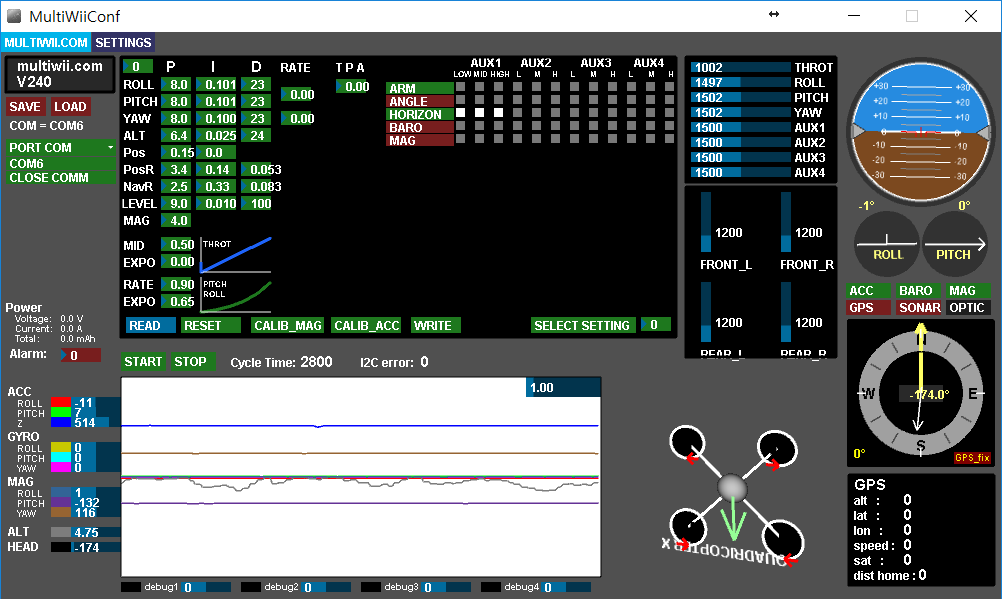 MultiWiiConf
MULTIWII.COM SETTINGS
multiwii.com
V240
SAVE LOAD
COM = COM6
PORT COM
COM6
CLOSE COMM
0 P I D RATE T P A
ROLL 8.0 0.101 23 0.00 0.00
PITCH 8.0 0.101 23
YAW 8.0 0.100 23 0.00
ALT 6.4 0.025 24
Pos 0.15 0.0
PosR 3.4 0.14 0.053
NavR 2.5 0.33 0.083
LEVEL 9.0 0.010 100
MAG 4.0
MID 0.50
EXPO 0.00
THROT
RATE 0.90
EXPO 0.65
PITCH
ROLL
AUX1 AUX2 AUX3 AUX4
LOW MID HIGH L M H L M H L M H
ARM
ANGLE
HORIZON
BARO
MAG
READ RESET CALIB_MAG CALIB_ACC WRITE SELECT SETTING 0
1002 THROT
1497 ROLL
1502 PITCH
1502 YAW
1500 AUX1
1500 AUX2
1500 AUX3
1500 AUX4
1200 1200
FRONT_L FRONT_R
1200 1200
REAR_L REAR_R
+30 +30
+20 +20
+10 +10
0 0
-10 -10
-20 -20
-30 -30
-1° 0°
ROLL PITCH
ACC BARO MAG
GPS SONAR OPTIC
N
W -174.0° E
S
0° GPS_fix
GPS
alt : 0
lat : 0
lon : 0
speed : 0
sat : 0
dist home : 0
Power
Voltage: 0.0 V
Current: 0.0 A
Total: 0.0 mAh
Alarm: 0
START STOP Cycle Time: 2800 I2C error: 0
1.00
ACC
ROLL -11
PITCH 7
Z 514
GYRO
ROLL 0
PITCH 0
YAW 0
MAG
ROLL 1
PITCH -132
YAW 116
ALT 4.75
HEAD -174
debug1 0 debug2 0 debug3 0 debug4 0
QUADRICOPTER X